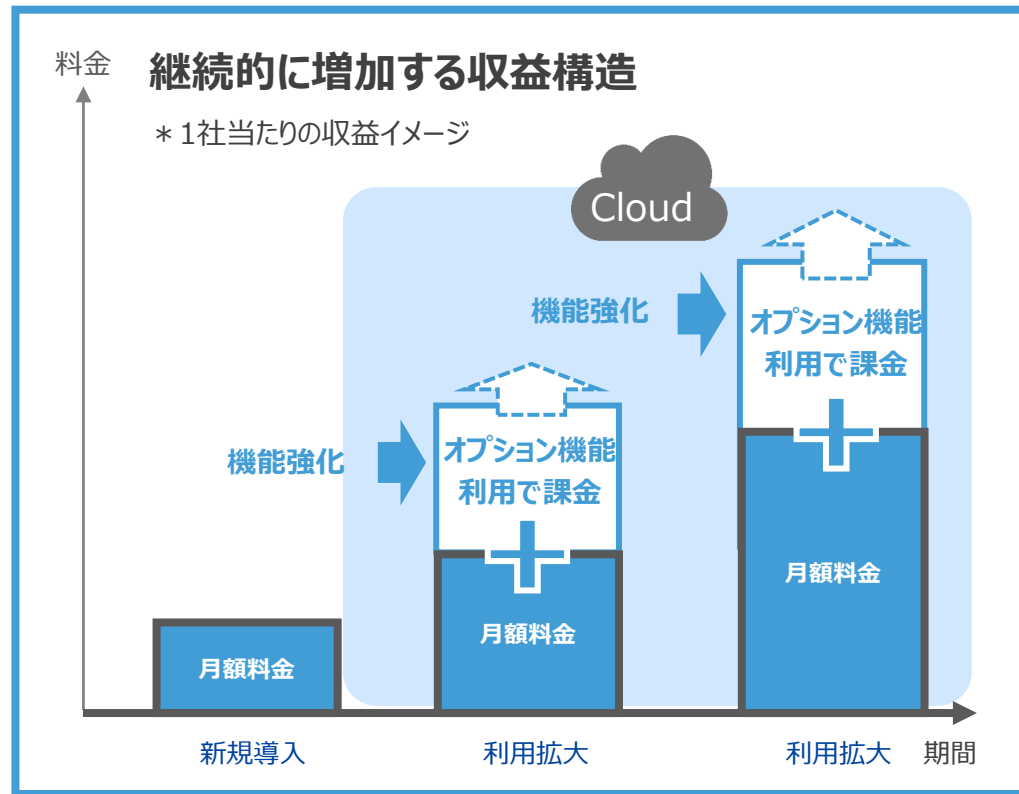 料金
継続的に増加する収益構造
＊1社当たりの収益イメージ
Cloud
機能強化
オプション機能
利用で課金
機能強化
オプション機能
利用で課金
月額料金
月額料金
月額料金
新規導入
利用拡大
利用拡大
期間